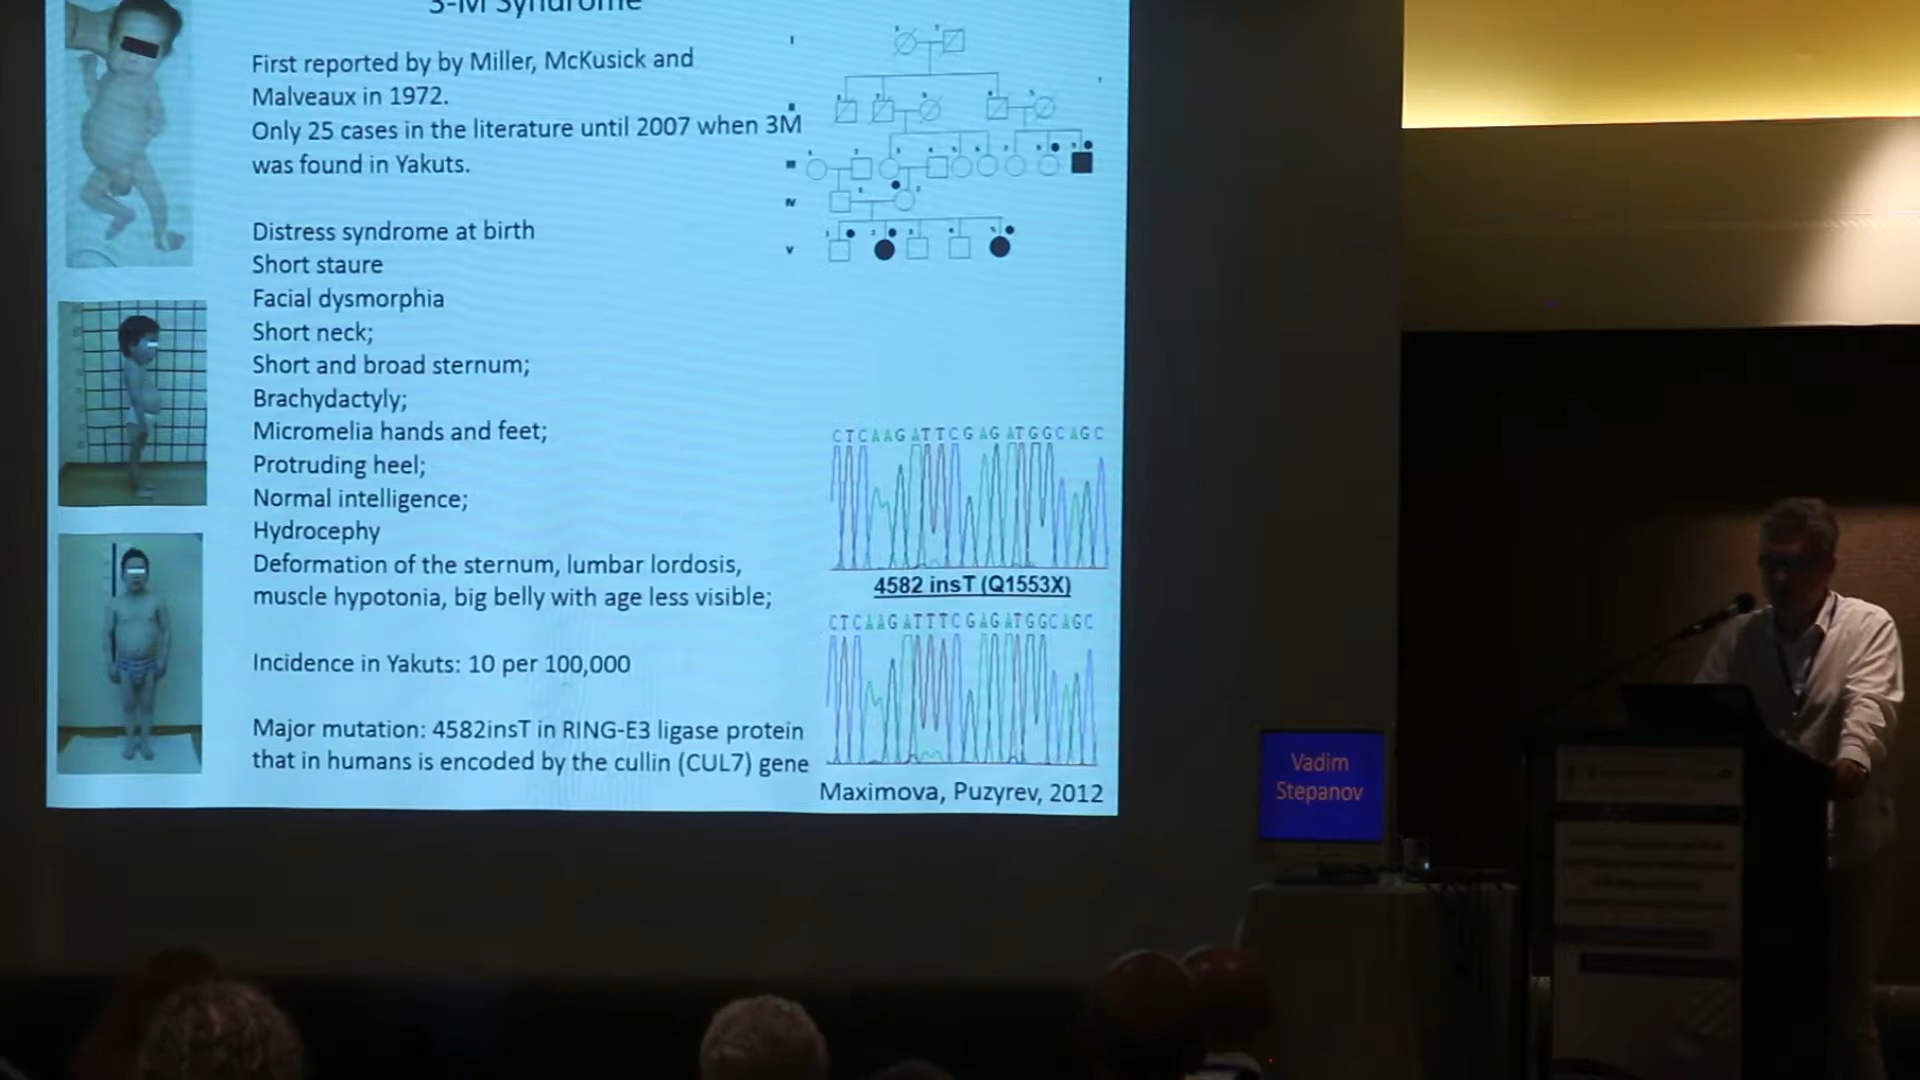 3-M Syndrome
First reported by by Miller, McKusick and
Malveaux in 1972.
Only 25 cases in the literature until 2007 when 3M
was found in Yakuts.
Distress syndrome at birth
Short staure
Facial dysmorphia
Short neck;
Short and broad sternum;
Brachydactyly;
Micromelia hands and feet;
Protruding heel;
Normal intelligence;
Hydrocephy
Deformation of the sternum, lumbar lordosis,
muscle hypotonia, big belly with age less visible;
Incidence in Yakuts: 10 per 100,000
Major mutation: 4582insT in RING-E3 ligase protein
that in humans is encoded by the cullin (CUL7) gene
I
IV
V
CTCAAGATTCGAGATGGCAGC
4582 insT (Q1553X)
CTCAAGATTTCGAGATGGCAGC
Maximova, Puzyrev, 2012
Vadim
Stepanov